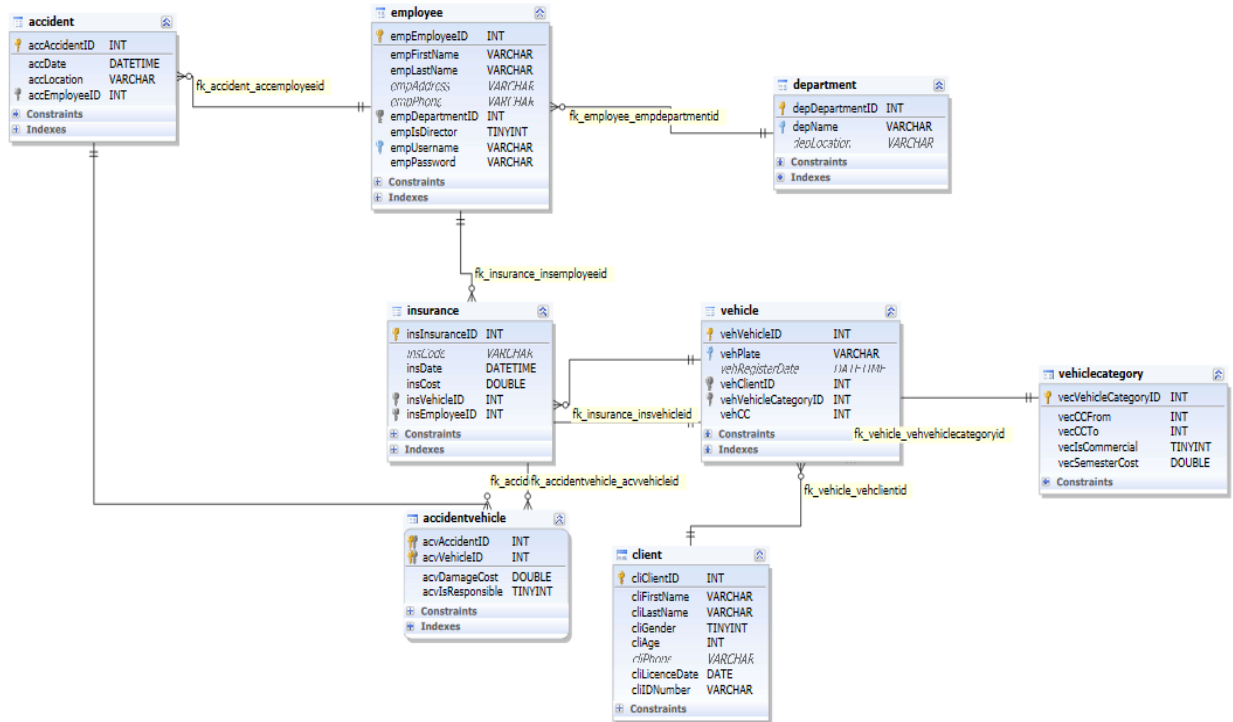 accident
accAccidentID INT
accDate DATETIME
accLocation VARCHAR
accEmployeeID INT
Constraints
Indexes
fk_accident_accemployeeid
employee
empEmployeeID INT
empFirstName VARCHAR
empLastName VARCHAR
empAddress VARCHAR
empPhone VARCHAR
empDepartmentID INT
empIsDirector TINYINT
empUsername VARCHAR
empPassword VARCHAR
Constraints
Indexes
fk_employee_empdepartmentid
department
depDepartmentID INT
depName VARCHAR
depLocation VARCHAR
Constraints
Indexes
fk_insurance_insemployeeid
insurance
insInsuranceID INT
insCode VARCHAR
insDate DATETIME
insCost DOUBLE
insVehicleID INT
insEmployeeID INT
Constraints
Indexes
fk_insurance_insvehicleid
vehicle
vehVehicleID INT
vehPlate VARCHAR
vehRegisterDate DATETIME
vehClientID INT
vehVehicleCategoryID INT
vehCC INT
Constraints
Indexes
fk_vehicle_vehvehiclecategoryid
vehiclecategory
vecVehicleCategoryID INT
vecCCFrom INT
vecCCTo INT
vecIsCommercial TINYINT
vecSemesterCost DOUBLE
Constraints
fk_accid
fk_accidentvehicle_acvvehicleid
fk_vehicle_vehclientid
accidentvehicle
acvAccidentID INT
acvVehicleID INT
acvDamageCost DOUBLE
acvIsResponsible TINYINT
Constraints
Indexes
client
cliClientID INT
cliFirstName VARCHAR
cliLastName VARCHAR
cliGender TINYINT
cliAge INT
cliPhone VARCHAR
cliLicenceDate DATE
cliIDNumber VARCHAR
Constraints